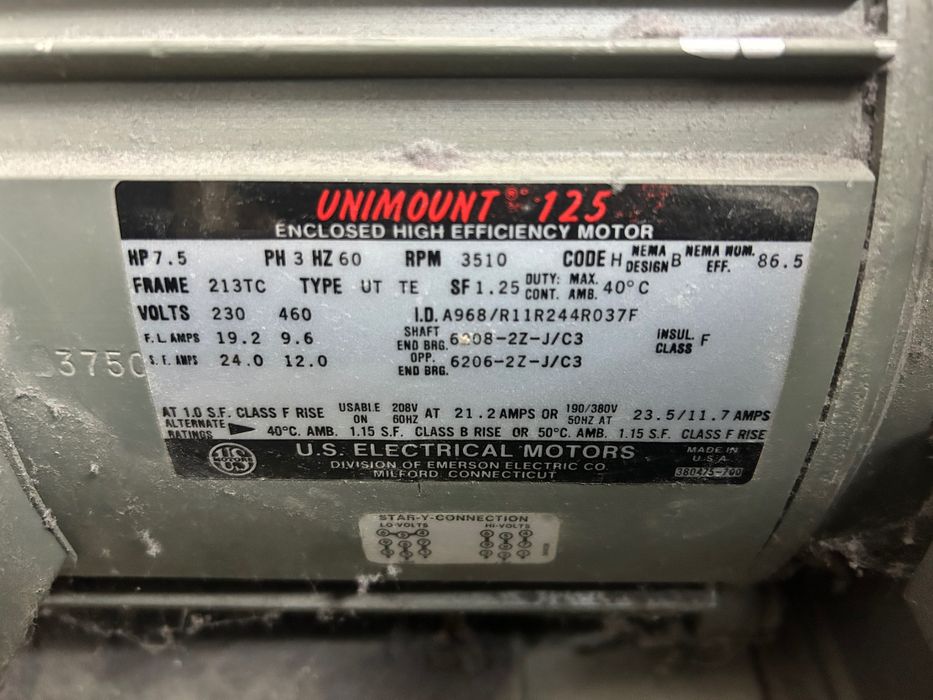 UNIMOUNT ® 125
ENCLOSED HIGH EFFICIENCY MOTOR
HP 7.5 PH 3 HZ 60 RPM 3510 CODE H NEMA DESIGN B NEMA NOM. EFF. 86.5
FRAME 213TC TYPE UT TE SF 1.25 DUTY: CONT. MAX. AMB. 40°C
VOLTS 230 460 I.D. A968/R11R244R037F
F.L. AMPS 19.2 9.6 SHAFT END BRG. 6208-2Z-J/C3 INSUL. CLASS F
S.F. AMPS 24.0 12.0 OPP. END BRG. 6206-2Z-J/C3
3750
AT 1.0 S.F. CLASS F RISE USABLE ON 208V 60HZ AT 21.2 AMPS OR 190/380V 50HZ AT 23.5/11.7 AMPS
ALTERNATE RATINGS 40°C. AMB. 1.15 S.F. CLASS B RISE OR 50°C. AMB. 1.15 S.F. CLASS F RISE
US MOTORS U.S. ELECTRICAL MOTORS MADE IN U.S.A.
DIVISION OF EMERSON ELECTRIC CO.
MILFORD, CONNECTICUT 380475-700
STAR-Y-CONNECTION
LO-VOLTS HI-VOLTS